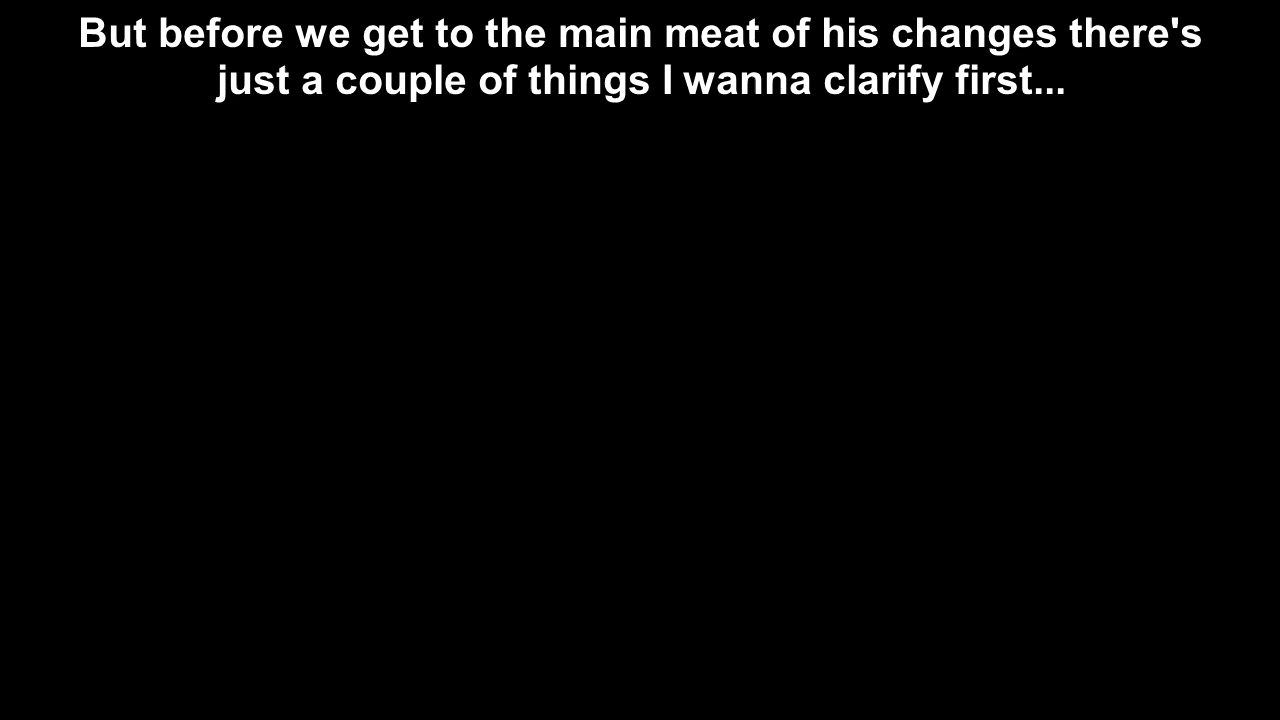 But before we get to the main meat of his changes there's
just a couple of things I wanna clarify first...